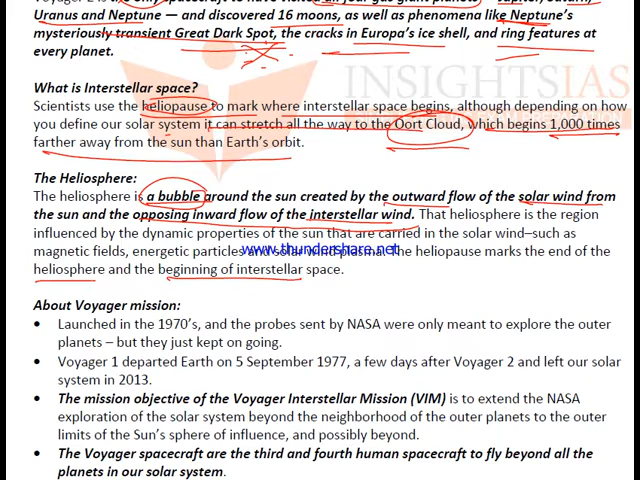 Uranus and Neptune — and discovered 16 moons, as well as phenomena like Neptune's
mysteriously transient Great Dark Spot, the cracks in Europa's ice shell, and ring features at
every planet.
INSIGHTSIAS
What is Interstellar space?
Scientists use the heliopause to mark where interstellar space begins, although depending on how
you define our solar system it can stretch all the way to the Oort Cloud, which begins 1,000 times
farther away from the sun than Earth's orbit.
The Heliosphere:
The heliosphere is a bubble around the sun created by the outward flow of the solar wind from
the sun and the opposing inward flow of the interstellar wind. That heliosphere is the region
influenced by the dynamic properties of the sun that are carried in the solar wind–such as
www.thundershare.net
magnetic fields, energetic particles and solar wind plasma. The heliopause marks the end of the
heliosphere and the beginning of interstellar space.
About Voyager mission:
• Launched in the 1970's, and the probes sent by NASA were only meant to explore the outer
planets – but they just kept on going.
• Voyager 1 departed Earth on 5 September 1977, a few days after Voyager 2 and left our solar
system in 2013.
• The mission objective of the Voyager Interstellar Mission (VIM) is to extend the NASA
exploration of the solar system beyond the neighborhood of the outer planets to the outer
limits of the Sun's sphere of influence, and possibly beyond.
• The Voyager spacecraft are the third and fourth human spacecraft to fly beyond all the
planets in our solar system.